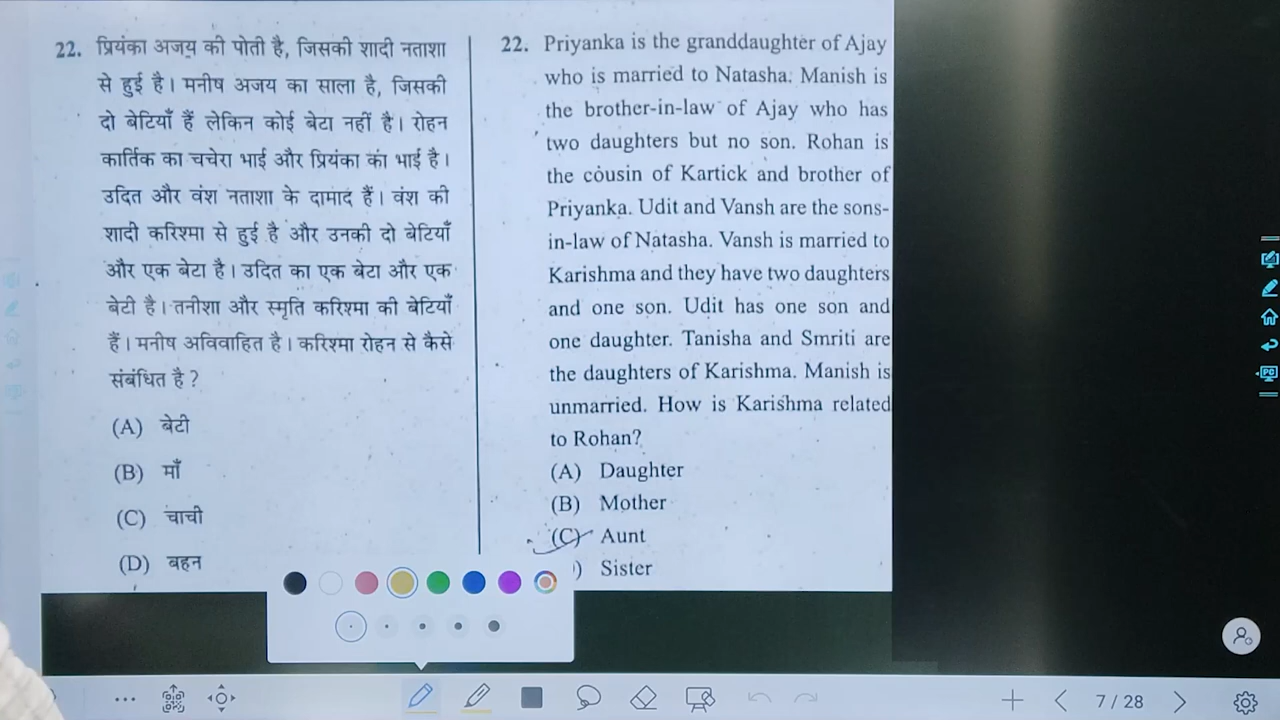 22. प्रियंका अजय की पोती है, जिसकी शादी नताशा
से हुई है। मनीष अजय का साला है, जिसकी
दो बेटियाँ हैं लेकिन कोई बेटा नहीं है। रोहन
कार्तिक का चचेरा भाई और प्रियंका का भाई है।
उदित और वंश नताशा के दामाद हैं। वंश की
शादी करिश्मा से हुई है और उनकी दो बेटियाँ
और एक बेटा है। उदित का एक बेटा और एक
बेटी है। तनीशा और स्मृति करिश्मा की बेटियाँ
हैं। मनीष अविवाहित है। करिश्मा रोहन से कैसे
संबंधित है ?
(A) बेटी
(B) माँ
(C) चाची
(D) बहन
22. Priyanka is the granddaughter of Ajay
who is married to Natasha. Manish is
the brother-in-law of Ajay who has
two daughters but no son. Rohan is
the cousin of Kartick and brother of
Priyanka. Udit and Vansh are the sons-
in-law of Natasha. Vansh is married to
Karishma and they have two daughters
and one son. Udit has one son and
one daughter. Tanisha and Smriti are
the daughters of Karishma. Manish is
unmarried. How is Karishma related
to Rohan?
(A) Daughter
(B) Mother
(C) Aunt
) Sister
PC
7 / 28